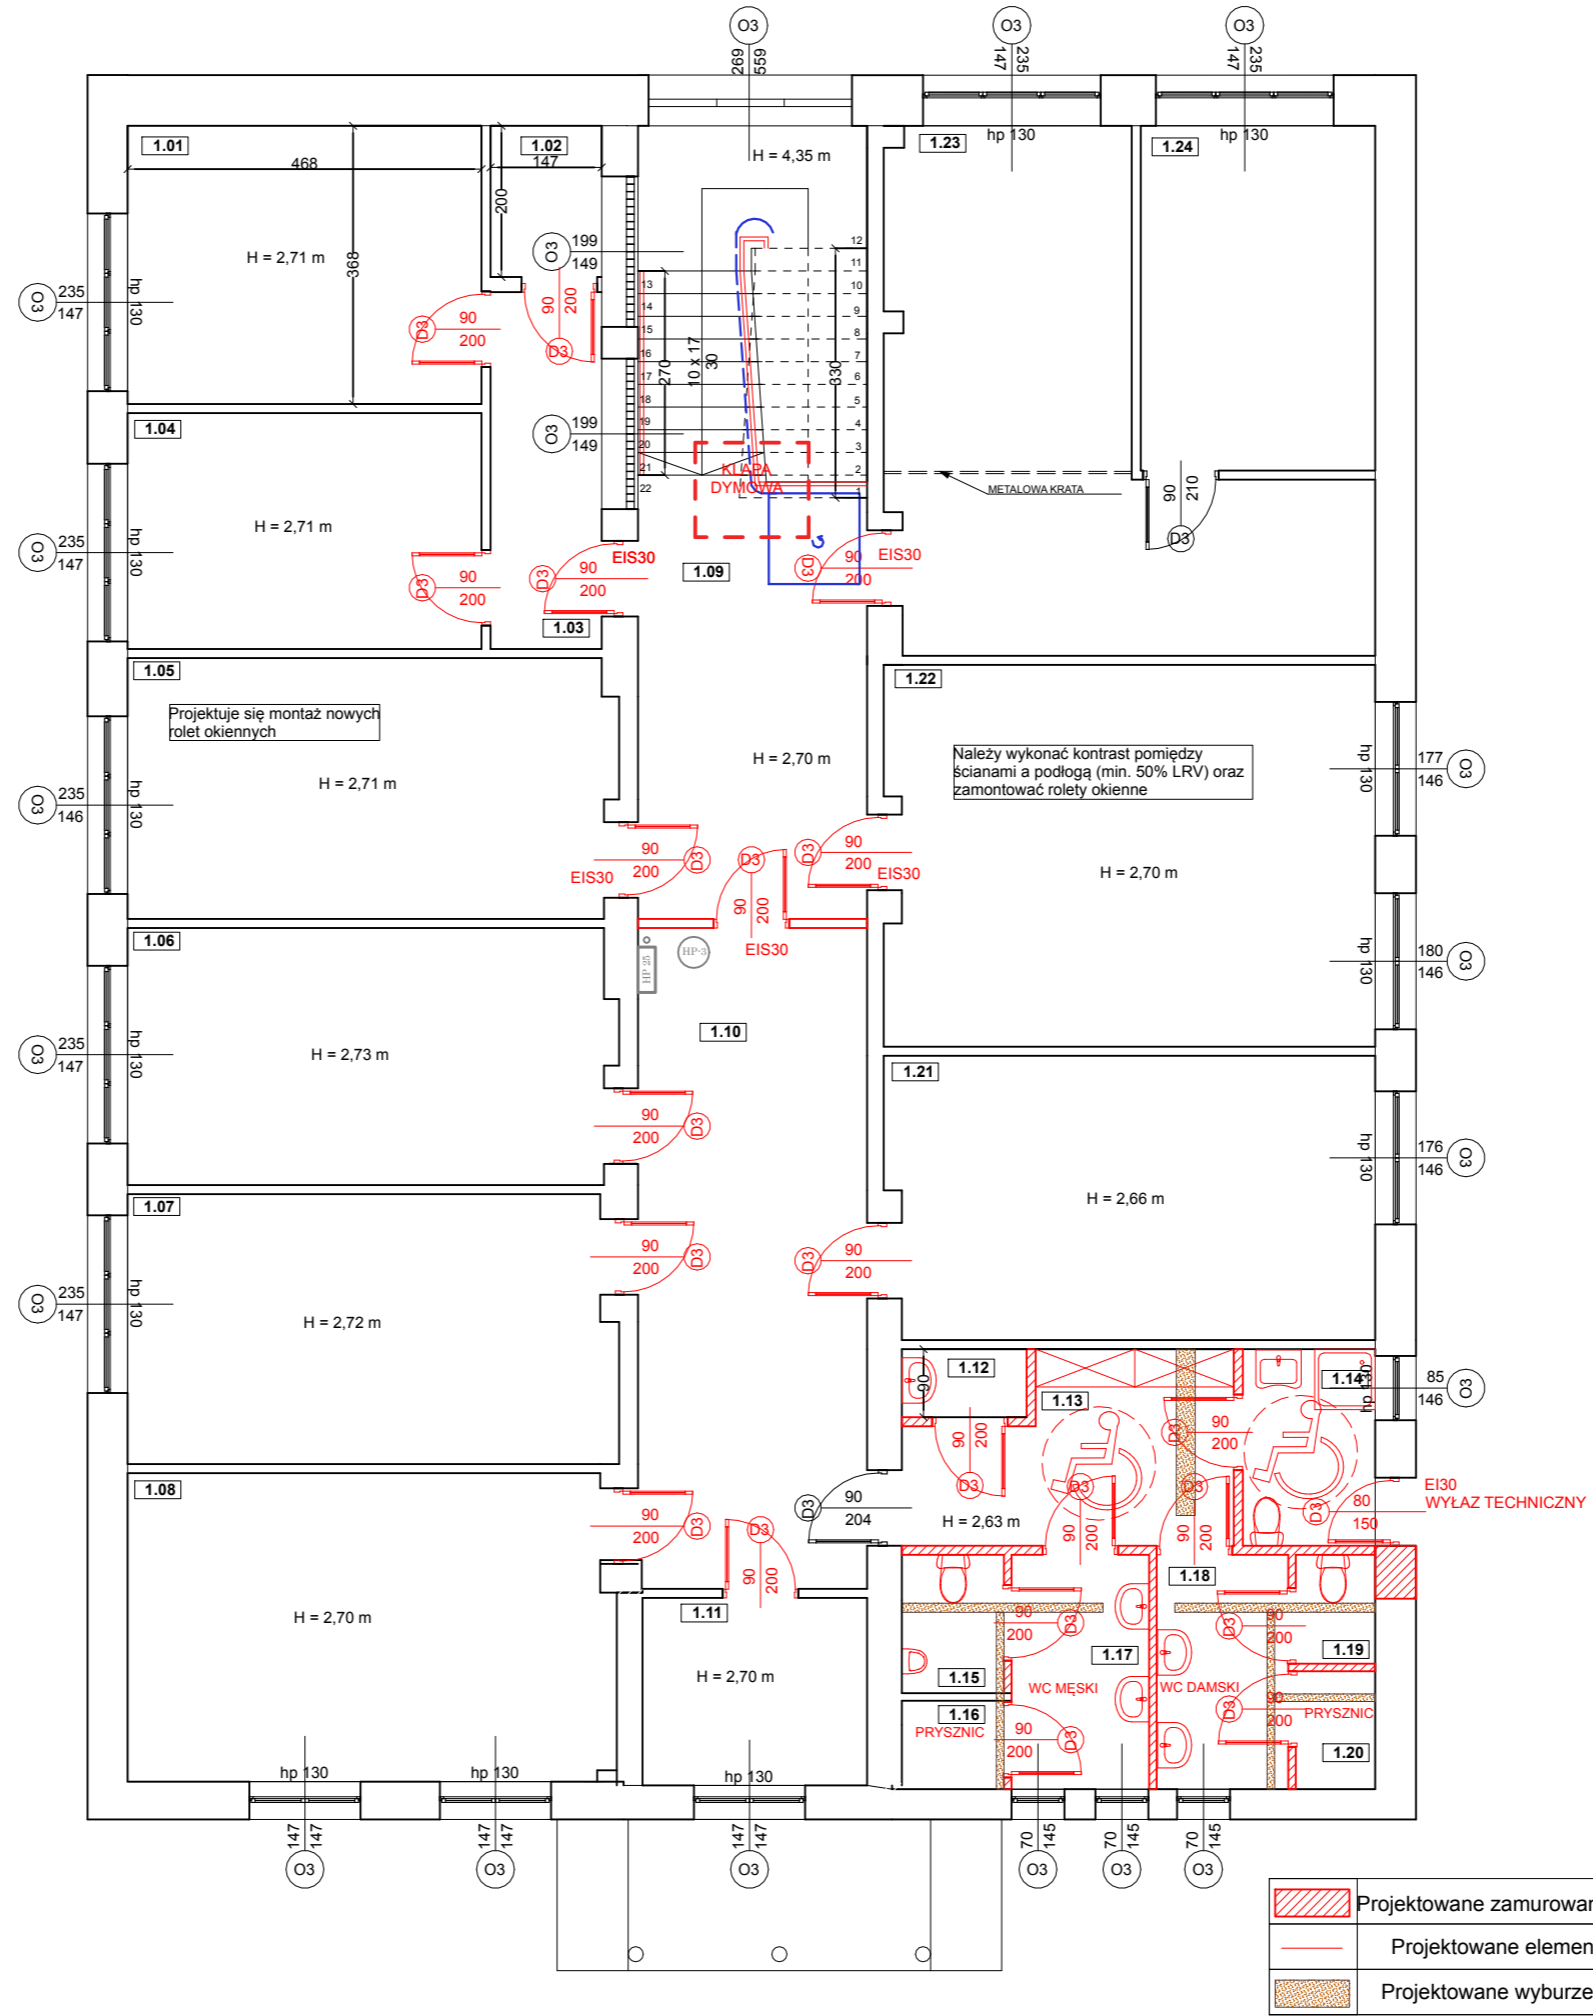 O3
269
559
O3
147
235
O3
147
235
1.01
468
1.02
147
200
368
H = 2,71 m
H = 4,35 m
1.23
hp 130
1.24
hp 130
O3
235
147
hp 130
D3
90
200
D3
90
200
O3
199
149
O3
199
149
12
11
10
9
8
7
6
5
4
3
2
1
13
14
15
16
17
18
19
20
21
22
270
10 x 17
30
330
KLAPA
DYMOWA
METALOWA KRATA
90
210
D3
1.04
H = 2,71 m
O3
235
147
hp 130
D3
90
200
D3
90
200
EIS30
1.03
1.09
D3
90
200
EIS30
1.05
Projektuje się montaż nowych
rolet okiennych
H = 2,71 m
O3
235
146
hp 130
H = 2,70 m
1.22
Należy wykonać kontrast pomiędzy
ścianami a podłogą (min. 50% LRV) oraz
zamontować rolety okienne
H = 2,70 m
hp 130
177
146
O3
hp 130
180
146
O3
90
200
D3
EIS30
D3
90
200
EIS30
D3
90
200
EIS30
1.06
HP 25
HP-3
1.10
H = 2,73 m
O3
235
147
hp 130
90
200
D3
1.21
H = 2,66 m
hp 130
176
146
O3
1.07
H = 2,72 m
O3
235
147
hp 130
90
200
D3
D3
90
200
1.12
90
90
200
D3
1.13
1.14
hp 130
85
146
O3
D3
90
200
1.08
H = 2,70 m
90
200
D3
D3
90
204
H = 2,63 m
D3
90
200
D3
90
200
D3
80
150
EI30
WYŁAZ TECHNICZNY
D3
90
200
1.11
H = 2,70 m
1.18
90
200
D3
1.15
1.17
WC MĘSKI
WC DAMSKI
D3
90
200
1.19
1.16
PRYSZNIC
90
200
D3
D3
90
200
PRYSZNIC
1.20
hp 130
hp 130
hp 130
147
147
O3
147
147
O3
147
147
O3
70
145
O3
70
145
O3
70
145
O3
Projektowane zamurowan
Projektowane elemen
Projektowane wyburze